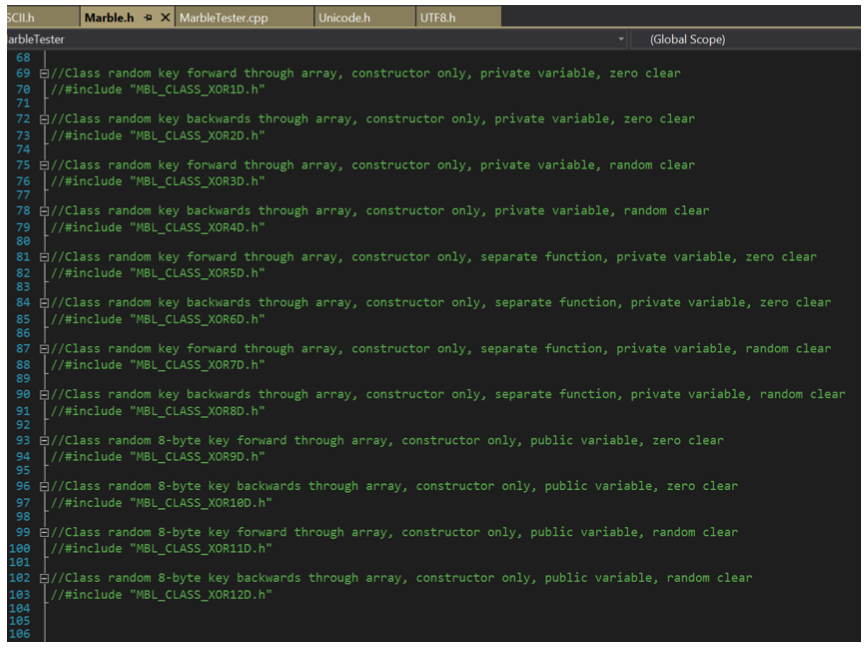 SCII.h Marble.h MarbleTester.cpp Unicode.h UTF8.h
arbleTester (Global Scope)
68
69 //Class random key forward through array, constructor only, private variable, zero clear
70 //#include "MBL_CLASS_XOR1D.h"
71
72 //Class random key backwards through array, constructor only, private variable, zero clear
73 //#include "MBL_CLASS_XOR2D.h"
74
75 //Class random key forward through array, constructor only, private variable, random clear
76 //#include "MBL_CLASS_XOR3D.h"
77
78 //Class random key backwards through array, constructor only, private variable, random clear
79 //#include "MBL_CLASS_XOR4D.h"
80
81 //Class random key forward through array, constructor only, separate function, private variable, zero clear
82 //#include "MBL_CLASS_XOR5D.h"
83
84 //Class random key backwards through array, constructor only, separate function, private variable, zero clear
85 //#include "MBL_CLASS_XOR6D.h"
86
87 //Class random key forward through array, constructor only, separate function, private variable, random clear
88 //#include "MBL_CLASS_XOR7D.h"
89
90 //Class random key backwards through array, constructor only, separate function, private variable, random clear
91 //#include "MBL_CLASS_XOR8D.h"
92
93 //Class random 8-byte key forward through array, constructor only, public variable, zero clear
94 //#include "MBL_CLASS_XOR9D.h"
95
96 //Class random 8-byte key backwards through array, constructor only, public variable, zero clear
97 //#include "MBL_CLASS_XOR10D.h"
98
99 //Class random 8-byte key forward through array, constructor only, public variable, random clear
100 //#include "MBL_CLASS_XOR11D.h"
101
102 //Class random 8-byte key backwards through array, constructor only, public variable, random clear
103 //#include "MBL_CLASS_XOR12D.h"
104
105
106